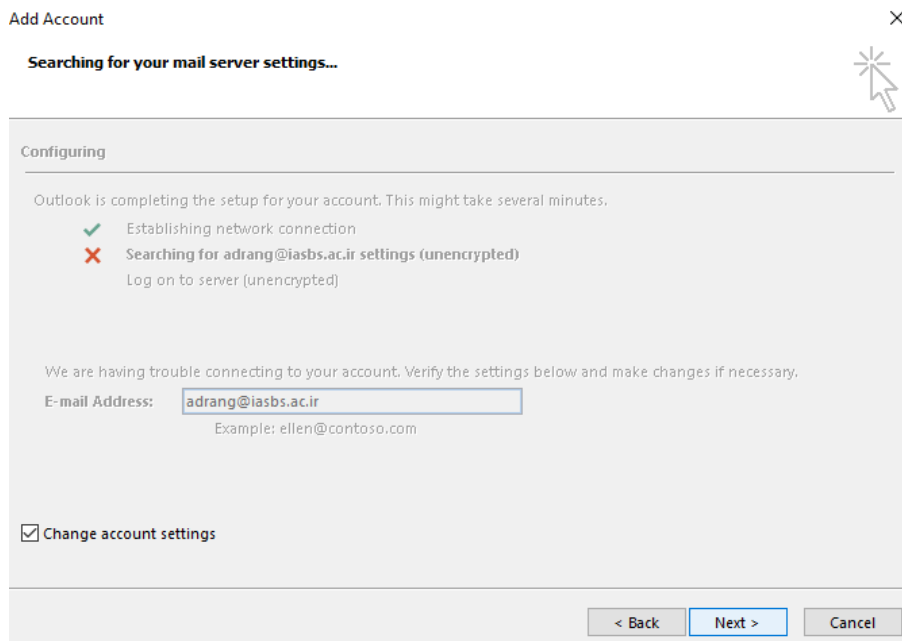 Add Account
Searching for your mail server settings...
Configuring
Outlook is completing the setup for your account. This might take several minutes.
Establishing network connection
Searching for adrang@iasbs.ac.ir settings (unencrypted)
Log on to server (unencrypted)
We are having trouble connecting to your account. Verify the settings below and make changes if necessary.
E-mail Address: adrang@iasbs.ac.ir
Example: ellen@contoso.com
Change account settings
< Back Next > Cancel